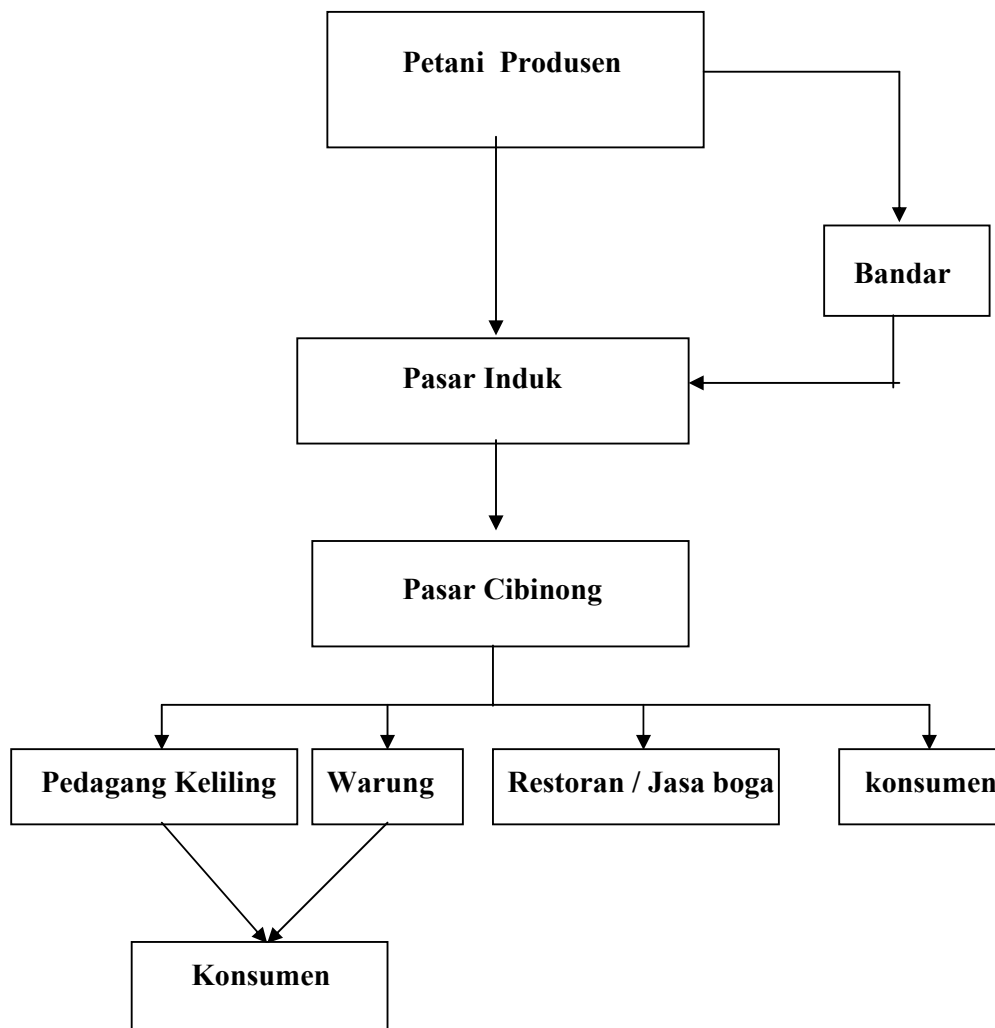 Petani Produsen
Bandar
Pasar Induk
Pasar Cibinong
Pedagang Keliling
Warung
Restoran / Jasa boga
konsumen
Konsumen